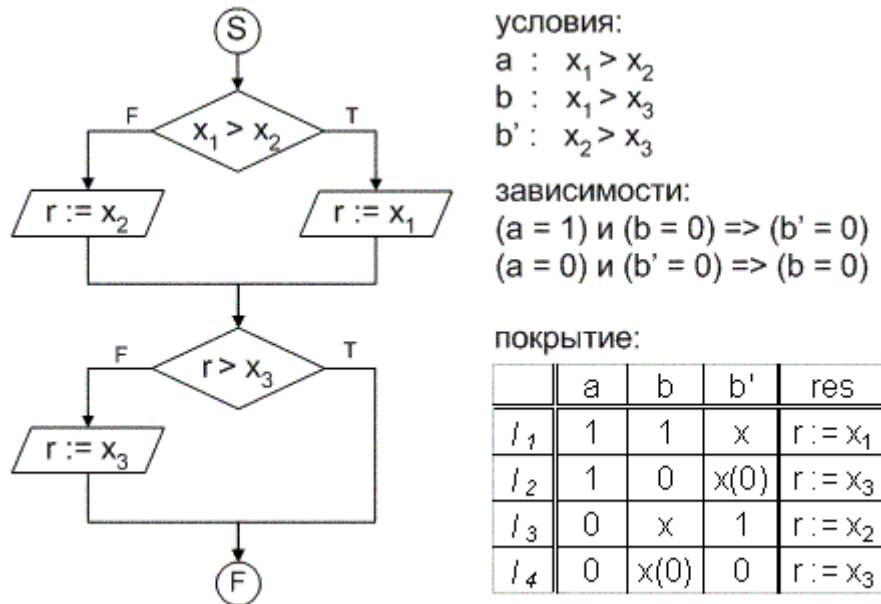 S
x₁ > x₂
F
T
r := x₂
r := x₁
r > x₃
F
T
r := x₃
F
условия:
a : x₁ > x₂
b : x₁ > x₃
b' : x₂ > x₃
зависимости:
(a = 1) и (b = 0) => (b' = 0)
(a = 0) и (b' = 0) => (b = 0)
покрытие:
a b b' res
l₁ 1 1 x r := x₁
l₂ 1 0 x(0) r := x₃
l₃ 0 x 1 r := x₂
l₄ 0 x(0) 0 r := x₃